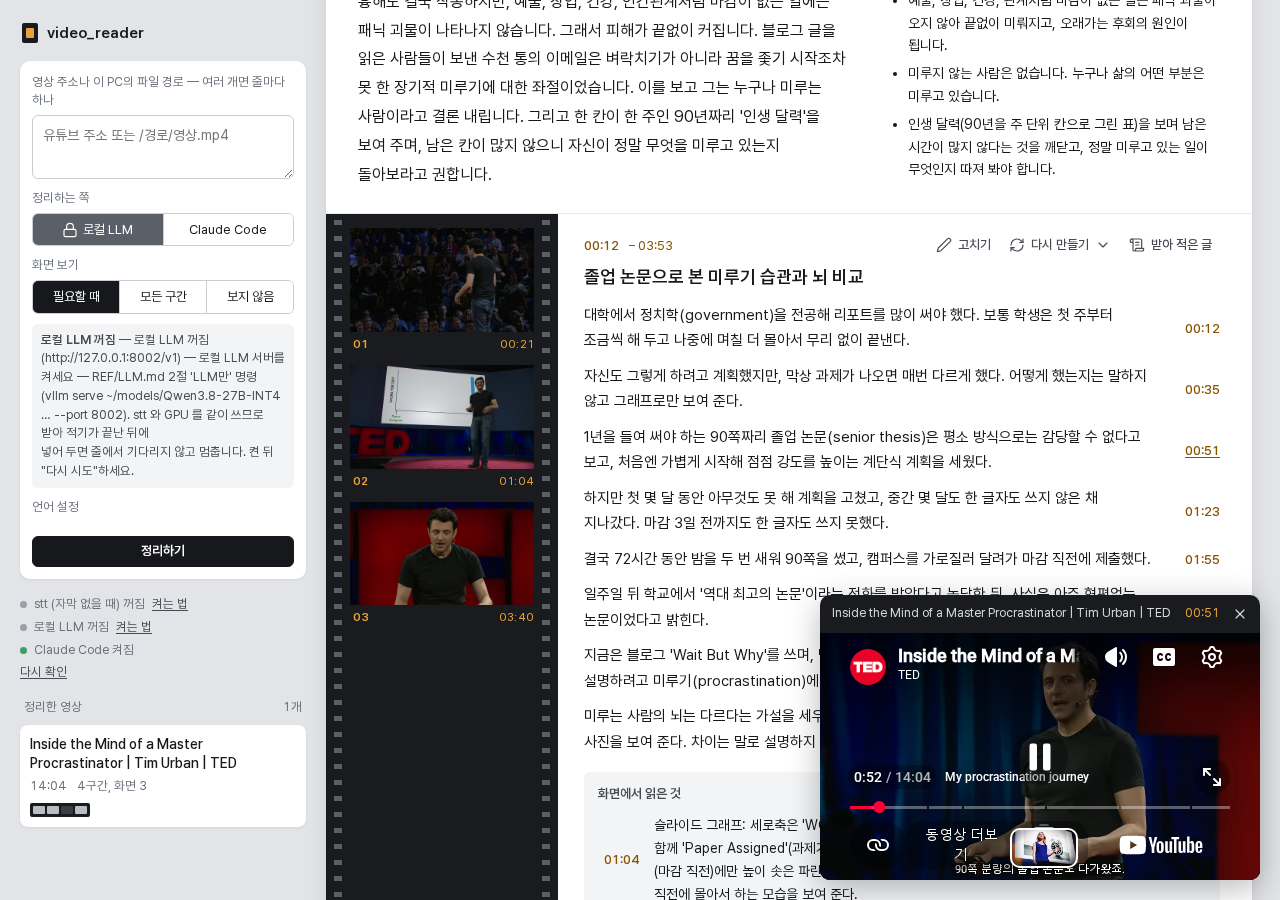 video_reader
영상 주소나 이 PC의 파일 경로 — 여러 개면 줄마다
하나
유튜브 주소 또는 /경로/영상.mp4
정리하는 쪽
로컬 LLM
Claude Code
화면 보기
필요할 때
모든 구간
보지 않음
로컬 LLM 꺼짐 — 로컬 LLM 꺼짐
(http://127.0.0.1:8002/v1) — 로컬 LLM 서버를
켜세요 — REF/LLM.md 2절 'LLM만' 명령
(vllm serve ~/models/Qwen3.8-27B-INT4
... --port 8002). stt 와 GPU 를 같이 쓰므로
받아 적기가 끝난 뒤에
넣어 두면 줄에서 기다리지 않고 멈춥니다. 켠 뒤
"다시 시도"하세요.
언어 설정
정리하기
stt (자막 없을 때) 꺼짐 켜는 법
로컬 LLM 꺼짐 켜는 법
Claude Code 켜짐
다시 확인
정리한 영상
1개
Inside the Mind of a Master
Procrastinator | Tim Urban | TED
14:04 4구간, 화면 3
패닉 괴물이 나타나지 않습니다. 그래서 피해가 끝없이 커집니다. 블로그 글을
읽은 사람들이 보낸 수천 통의 이메일은 벼락치기가 아니라 꿈을 좇기 시작조차
못 한 장기적 미루기에 대한 좌절이었습니다. 이를 보고 그는 누구나 미루는
사람이라고 결론 내립니다. 그리고 한 칸이 한 주인 90년짜리 '인생 달력'을
보여 주며, 남은 칸이 많지 않으니 자신이 정말 무엇을 미루고 있는지
돌아보라고 권합니다.
오지 않아 끝없이 미뤄지고, 오래가는 후회의 원인이
됩니다.
미루지 않는 사람은 없습니다. 누구나 삶의 어떤 부분은
미루고 있습니다.
인생 달력(90년을 주 단위 칸으로 그린 표)을 보며 남은
시간이 많지 않다는 것을 깨닫고, 정말 미루고 있는 일이
무엇인지 따져 봐야 합니다.
01 00:21
02 01:04
03 03:40
00:12 – 03:53
고치기
다시 만들기
받아 적은 글
졸업 논문으로 본 미루기 습관과 뇌 비교
대학에서 정치학(government)을 전공해 리포트를 많이 써야 했다. 보통 학생은 첫 주부터
조금씩 해 두고 나중에 며칠 더 몰아서 무리 없이 끝낸다.
00:12
자신도 그렇게 하려고 계획했지만, 막상 과제가 나오면 매번 다르게 했다. 어떻게 했는지는 말하지
않고 그래프로만 보여 준다.
00:35
1년을 들여 써야 하는 90쪽짜리 졸업 논문(senior thesis)은 평소 방식으로는 감당할 수 없다고
보고, 처음엔 가볍게 시작해 점점 강도를 높이는 계단식 계획을 세웠다.
00:51
하지만 첫 몇 달 동안 아무것도 못 해 계획을 고쳤고, 중간 몇 달도 한 글자도 쓰지 않은 채
지나갔다. 마감 3일 전까지도 한 글자도 쓰지 못했다.
01:23
결국 72시간 동안 밤을 두 번 새워 90쪽을 썼고, 캠퍼스를 가로질러 달려가 마감 직전에 제출했다.
01:55
일주일 뒤 학교에서 '역대 최고의 논문'이라는
논문이었다고 밝힌다.
지금은 블로그 'Wait But Why'를 쓰며,
설명하려고 미루기(procrastination)에
미루는 사람의 뇌는 다르다는 가설을 세우
사진을 보여 준다. 차이는 말로 설명하지
화면에서 읽은 것
01:04
슬라이드 그래프: 세로축은
함께 'Paper Assigned'
(마감 직전)에만 높이 솟은 파란
직전에 몰아서 하는 모습을 보여 준다.
Inside the Mind of a Master Procrastinator | Tim Urban | TED 00:51
TED
Inside the Mind of a M
TED
CC
0:52 / 14:04 My procrastination journey
동영상 더보
기
YouTube
90쪽 분량의 졸업 논문도 다가왔죠.